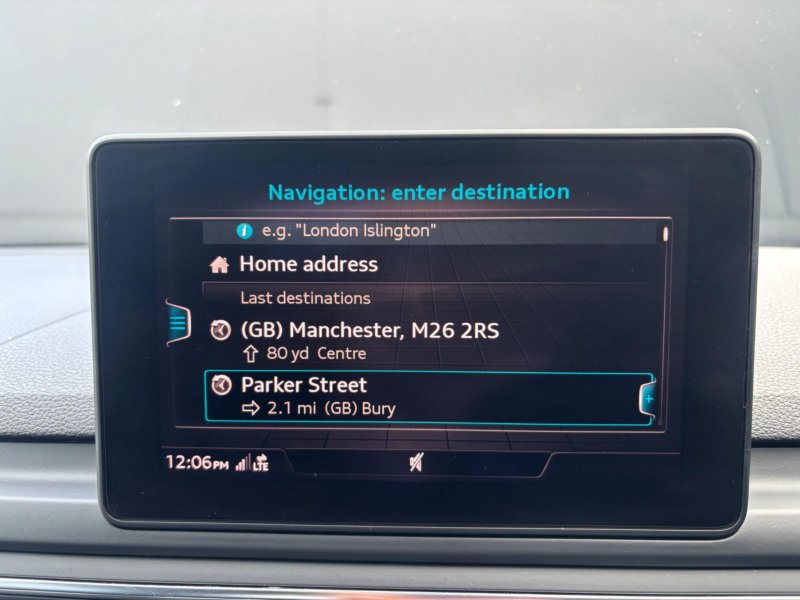 Navigation: enter destination
i e.g. "London Islington"
Home address
Last destinations
(GB) Manchester, M26 2RS
80 yd Centre
Parker Street
2.1 mi (GB) Bury
12:06PM LTE